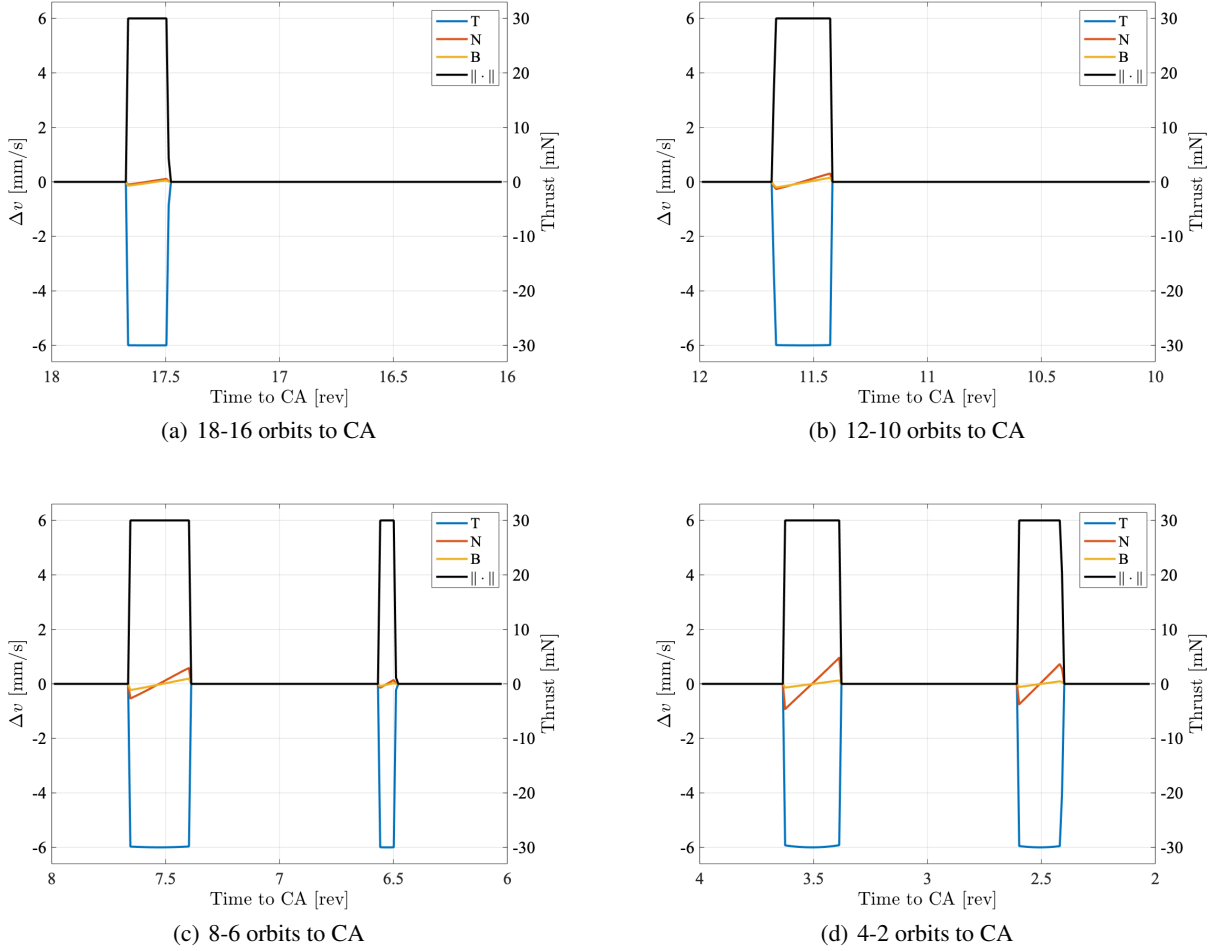 6
4
2
0
-2
-4
-6
Δv [mm/s]
30
20
10
0
-10
-20
-30
Thrust [mN]
T
N
B
|| · ||
18
17.5
17
16.5
16
Time to CA [rev]
(a) 18-16 orbits to CA
6
4
2
0
-2
-4
-6
Δv [mm/s]
30
20
10
0
-10
-20
-30
Thrust [mN]
T
N
B
|| · ||
12
11.5
11
10.5
10
Time to CA [rev]
(b) 12-10 orbits to CA
6
4
2
0
-2
-4
-6
Δv [mm/s]
30
20
10
0
-10
-20
-30
Thrust [mN]
T
N
B
|| · ||
8
7.5
7
6.5
6
Time to CA [rev]
(c) 8-6 orbits to CA
6
4
2
0
-2
-4
-6
Δv [mm/s]
30
20
10
0
-10
-20
-30
Thrust [mN]
T
N
B
|| · ||
4
3.5
3
2.5
2
Time to CA [rev]
(d) 4-2 orbits to CA